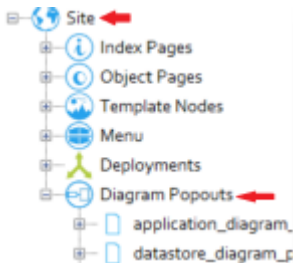 Site
Index Pages
Object Pages
Template Nodes
Menu
Deployments
Diagram Popouts
application_diagram_
datastore_diagram_p